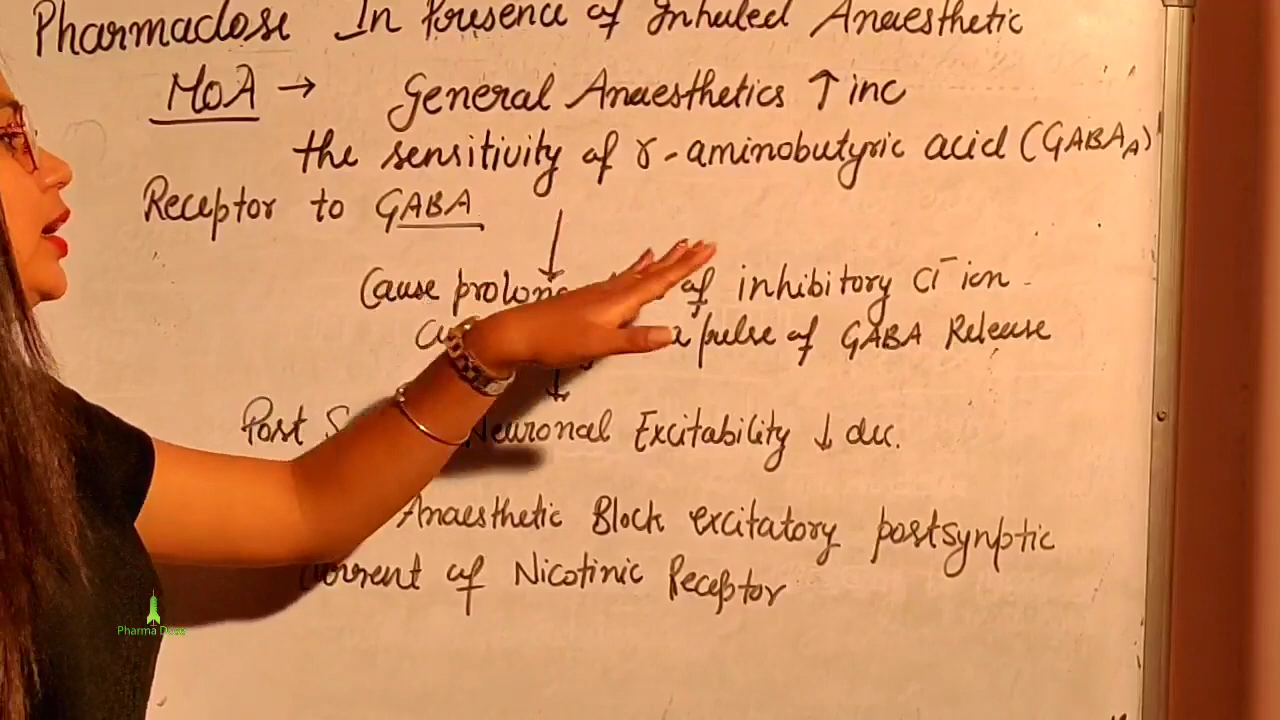 Pharmadose In Presence of Inhaled Anaesthetic
MOA → General Anaesthetics ↑ inc
the sensitivity of γ-aminobutyric acid (GABAA)
Receptor to GABA
Cause of inhibitory Cl⁻ ion
a pulse of GABA Release
Post Neuronal Excitability ↓ dec.
Anaesthetic Block excitatory postsynptic
current of Nicotinic Receptor
Pharma Dose